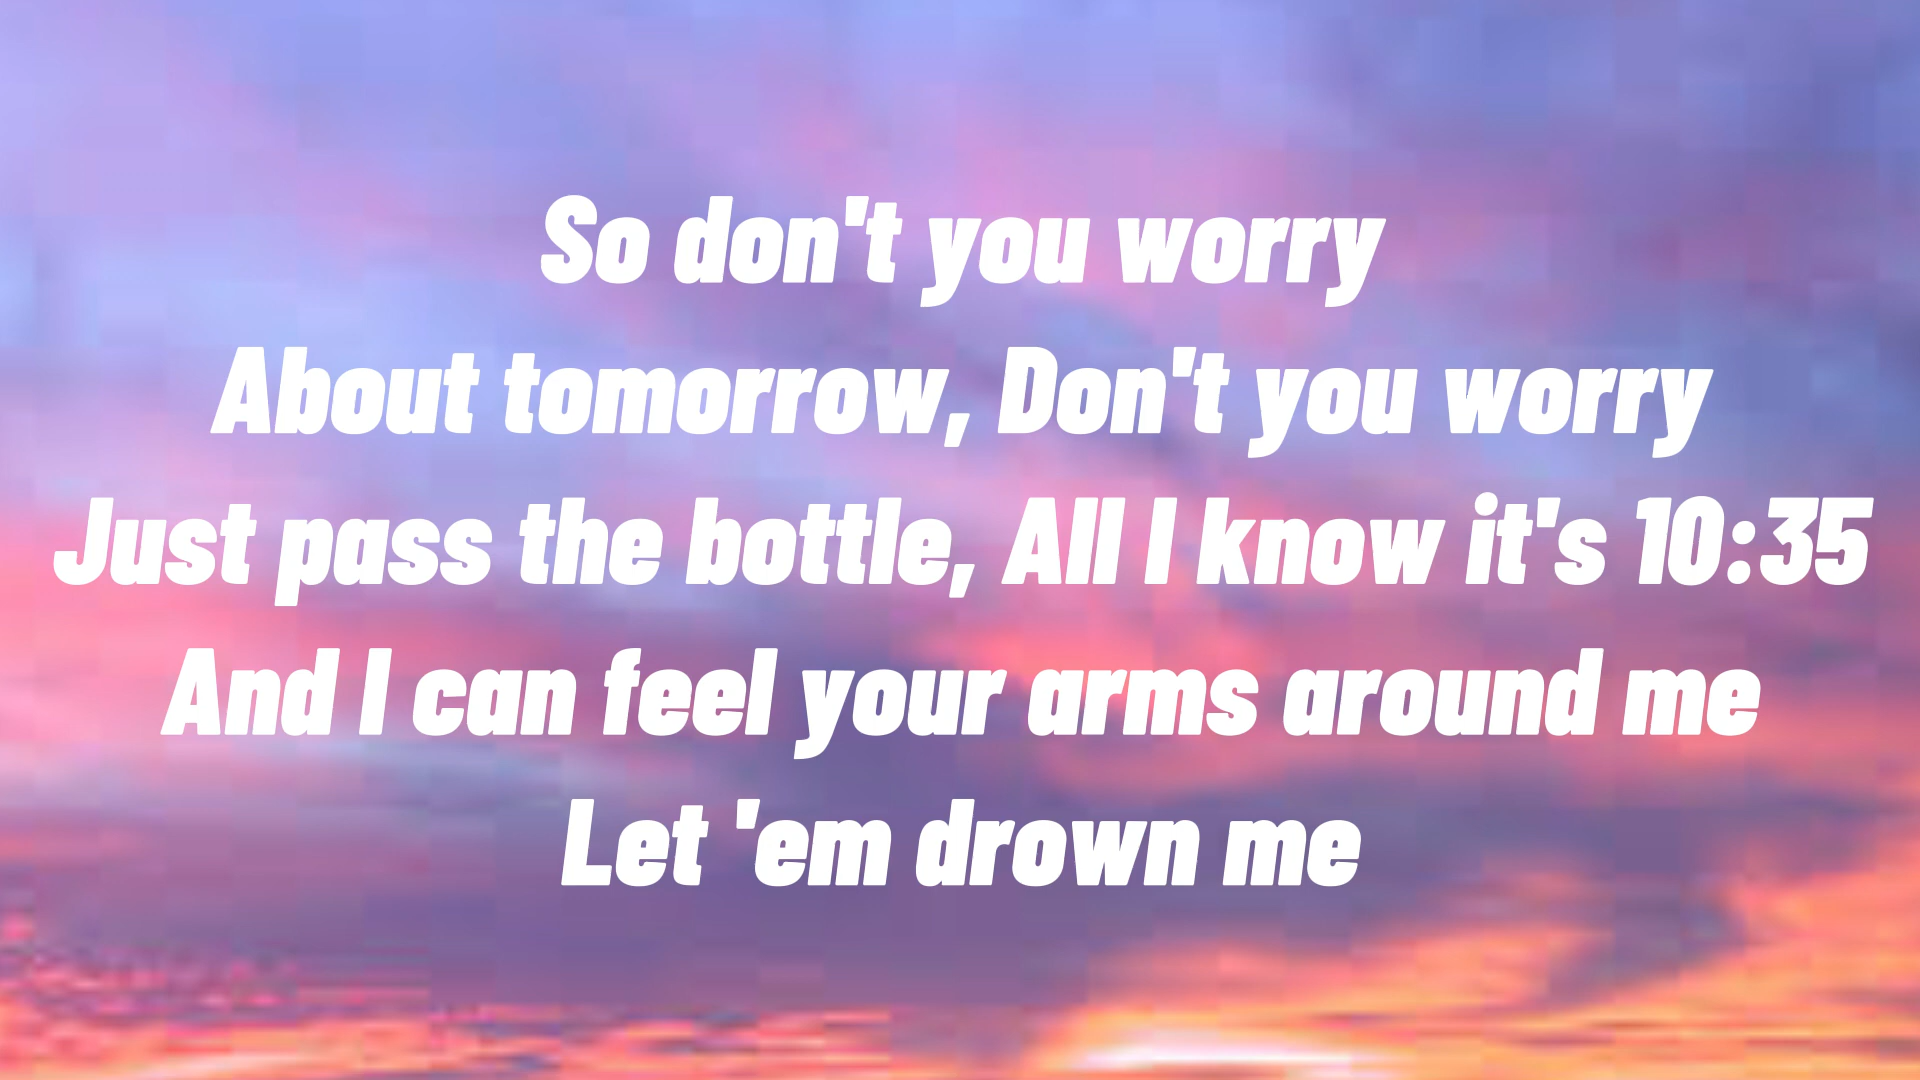 So don't you worry
About tomorrow, Don't you worry
Just pass the bottle, All I know it's 10:35
And I can feel your arms around me
Let 'em drown me